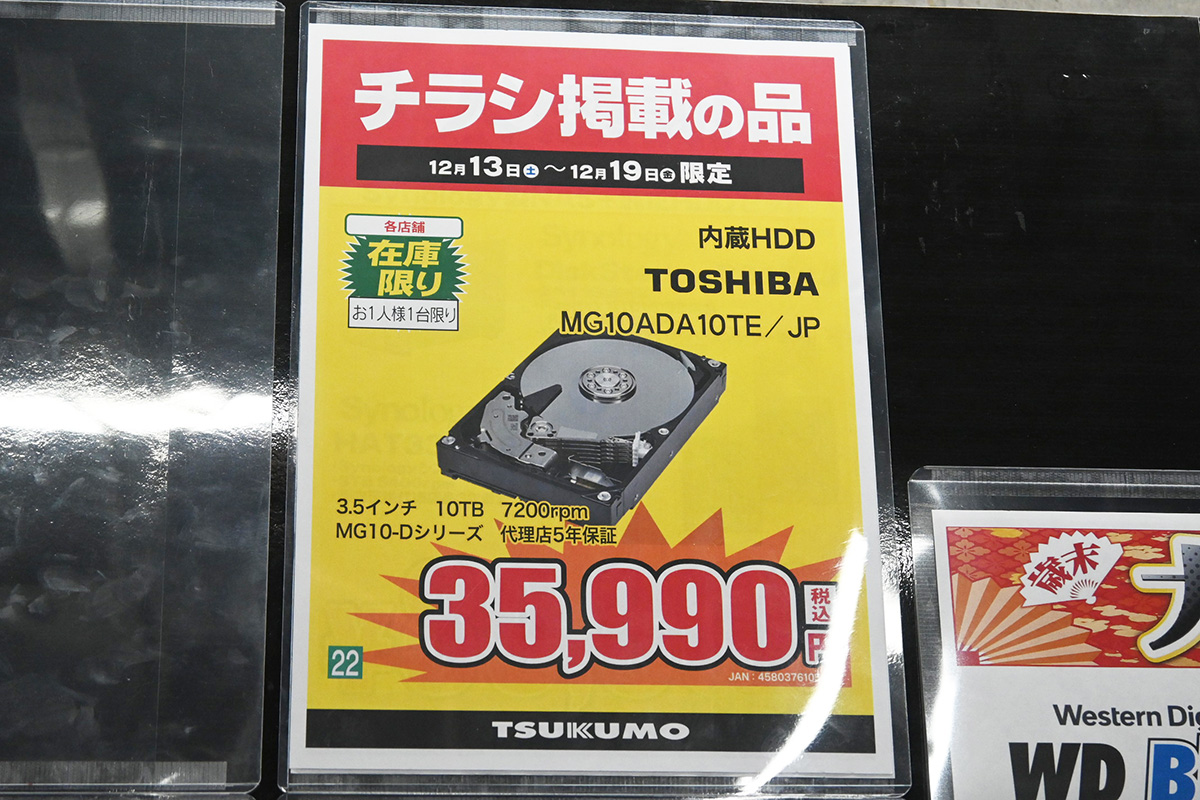 チラシ掲載の品
12月13日土～12月19日金限定
各店舗
在庫
限り
お1人様1台限り
内蔵HDD
TOSHIBA
MG10ADA10TE／JP
3.5インチ 10TB 7200rpm
MG10-Dシリーズ 代理店5年保証
35,990
税込
円
22
JAN：458037610
TSUKUMO
歳末
Western Di
WD B